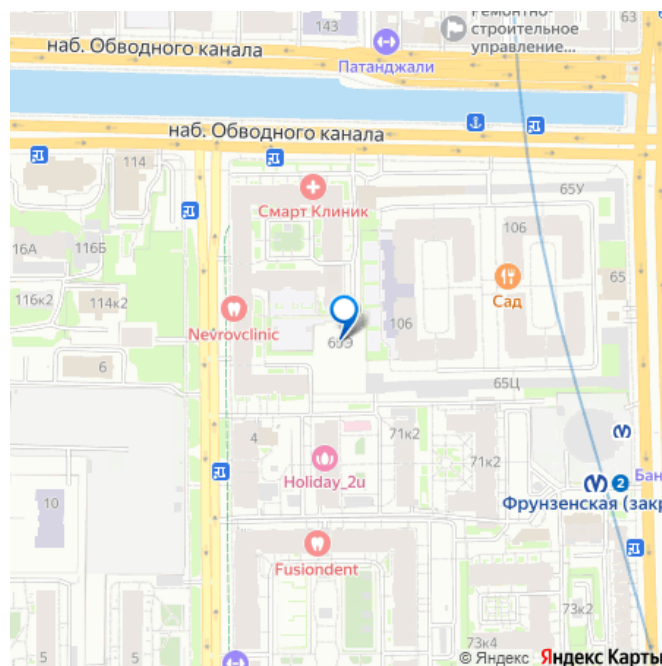 143
Ремонтно-
строительное
управление...
63
наб. Обводного канала
Патанджали
наб. Обводного канала
114
65У
Смарт Клиник
106
16А
116Б
65
116к2
114к2
Сад
106
Nevrovclinic
6
65Ц
4
71к2
71к2
Holiday_2u
2
Бан
10
Фрунзенская (закр
Fusiondent
73к2
5
5
73к4
© Яндекс Яндекс Карты